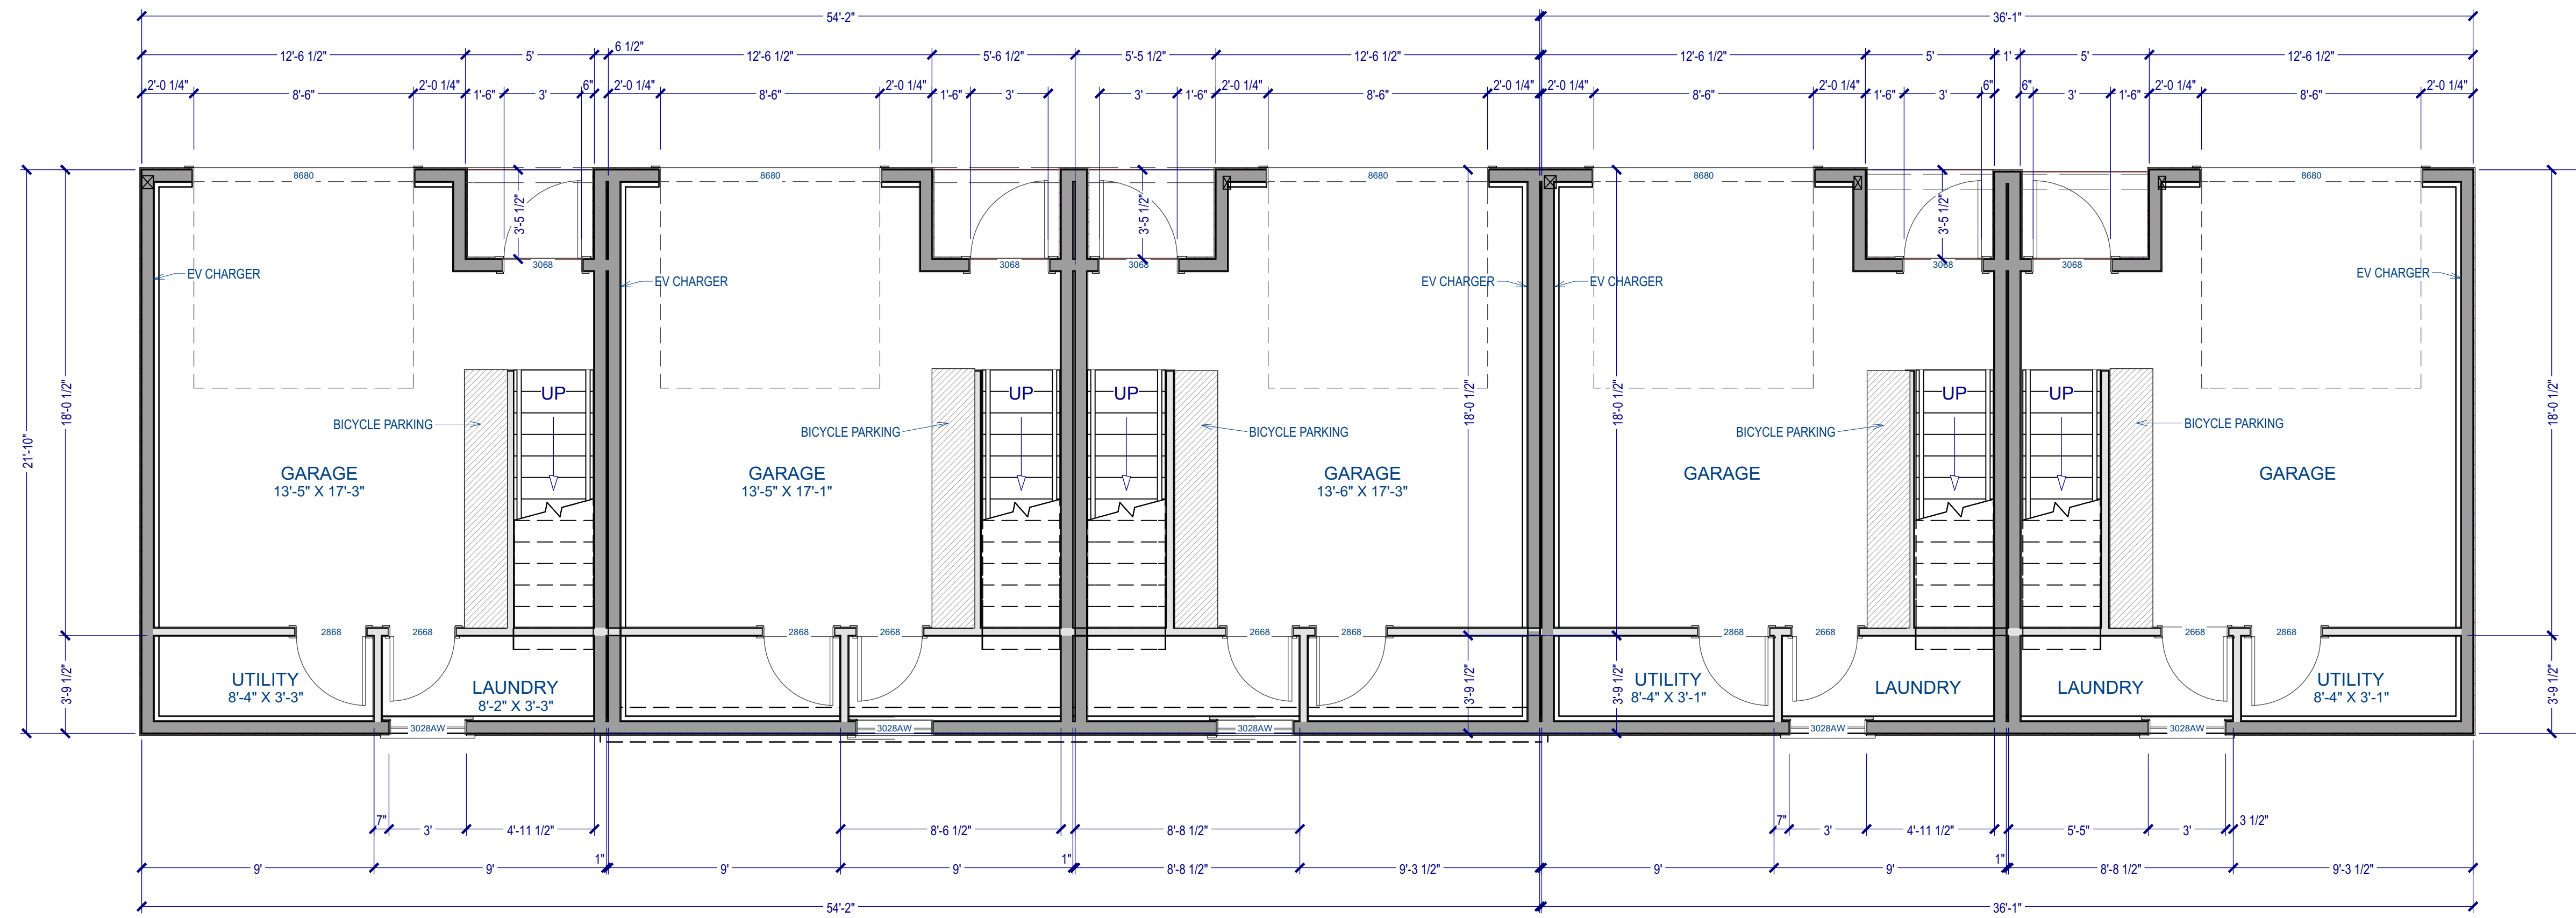 54'-2" 36'-1"
12'-6 1/2" 5' 6 1/2" 12'-6 1/2" 5'-6 1/2" 5'-5 1/2" 12'-6 1/2" 12'-6 1/2" 5' 1' 5' 12'-6 1/2"
2'-0 1/4" 8'-6" 2'-0 1/4" 1'-6" 3' 6" 2'-0 1/4" 8'-6" 2'-0 1/4" 1'-6" 3' 3' 1'-6" 2'-0 1/4" 8'-6" 2'-0 1/4" 2'-0 1/4" 8'-6" 2'-0 1/4" 1'-6" 3' 6" 6" 3' 1'-6" 2'-0 1/4" 8'-6" 2'-0 1/4"
8680 8680 8680 8680 8680
3'-5 1/2" 3'-5 1/2" 3'-5 1/2"
3068 3068 3068 3068 3068
EV CHARGER EV CHARGER EV CHARGER EV CHARGER EV CHARGER
UP UP UP UP UP
21'-10" 18'-0 1/2" 18'-0 1/2" 18'-0 1/2" 18'-0 1/2"
BICYCLE PARKING BICYCLE PARKING BICYCLE PARKING BICYCLE PARKING BICYCLE PARKING
GARAGE GARAGE GARAGE GARAGE GARAGE
13'-5" X 17'-3" 13'-5" X 17'-1" 13'-6" X 17'-3"
2868 2668 2868 2668 2668 2868 2868 2668 2668 2868
3'-9 1/2" 3'-9 1/2" 3'-9 1/2" 3'-9 1/2"
UTILITY LAUNDRY UTILITY LAUNDRY LAUNDRY UTILITY
8'-4" X 3'-3" 8'-2" X 3'-3" 8'-4" X 3'-1" 8'-4" X 3'-1"
3028AW 3028AW 3028AW 3028AW 3028AW
7" 3' 4'-11 1/2" 8'-6 1/2" 8'-8 1/2" 7" 3' 4'-11 1/2" 5'-5" 3' 3 1/2"
9' 9' 1" 9' 9' 1" 8'-8 1/2" 9'-3 1/2" 9' 9' 1" 8'-8 1/2" 9'-3 1/2"
54'-2" 36'-1"